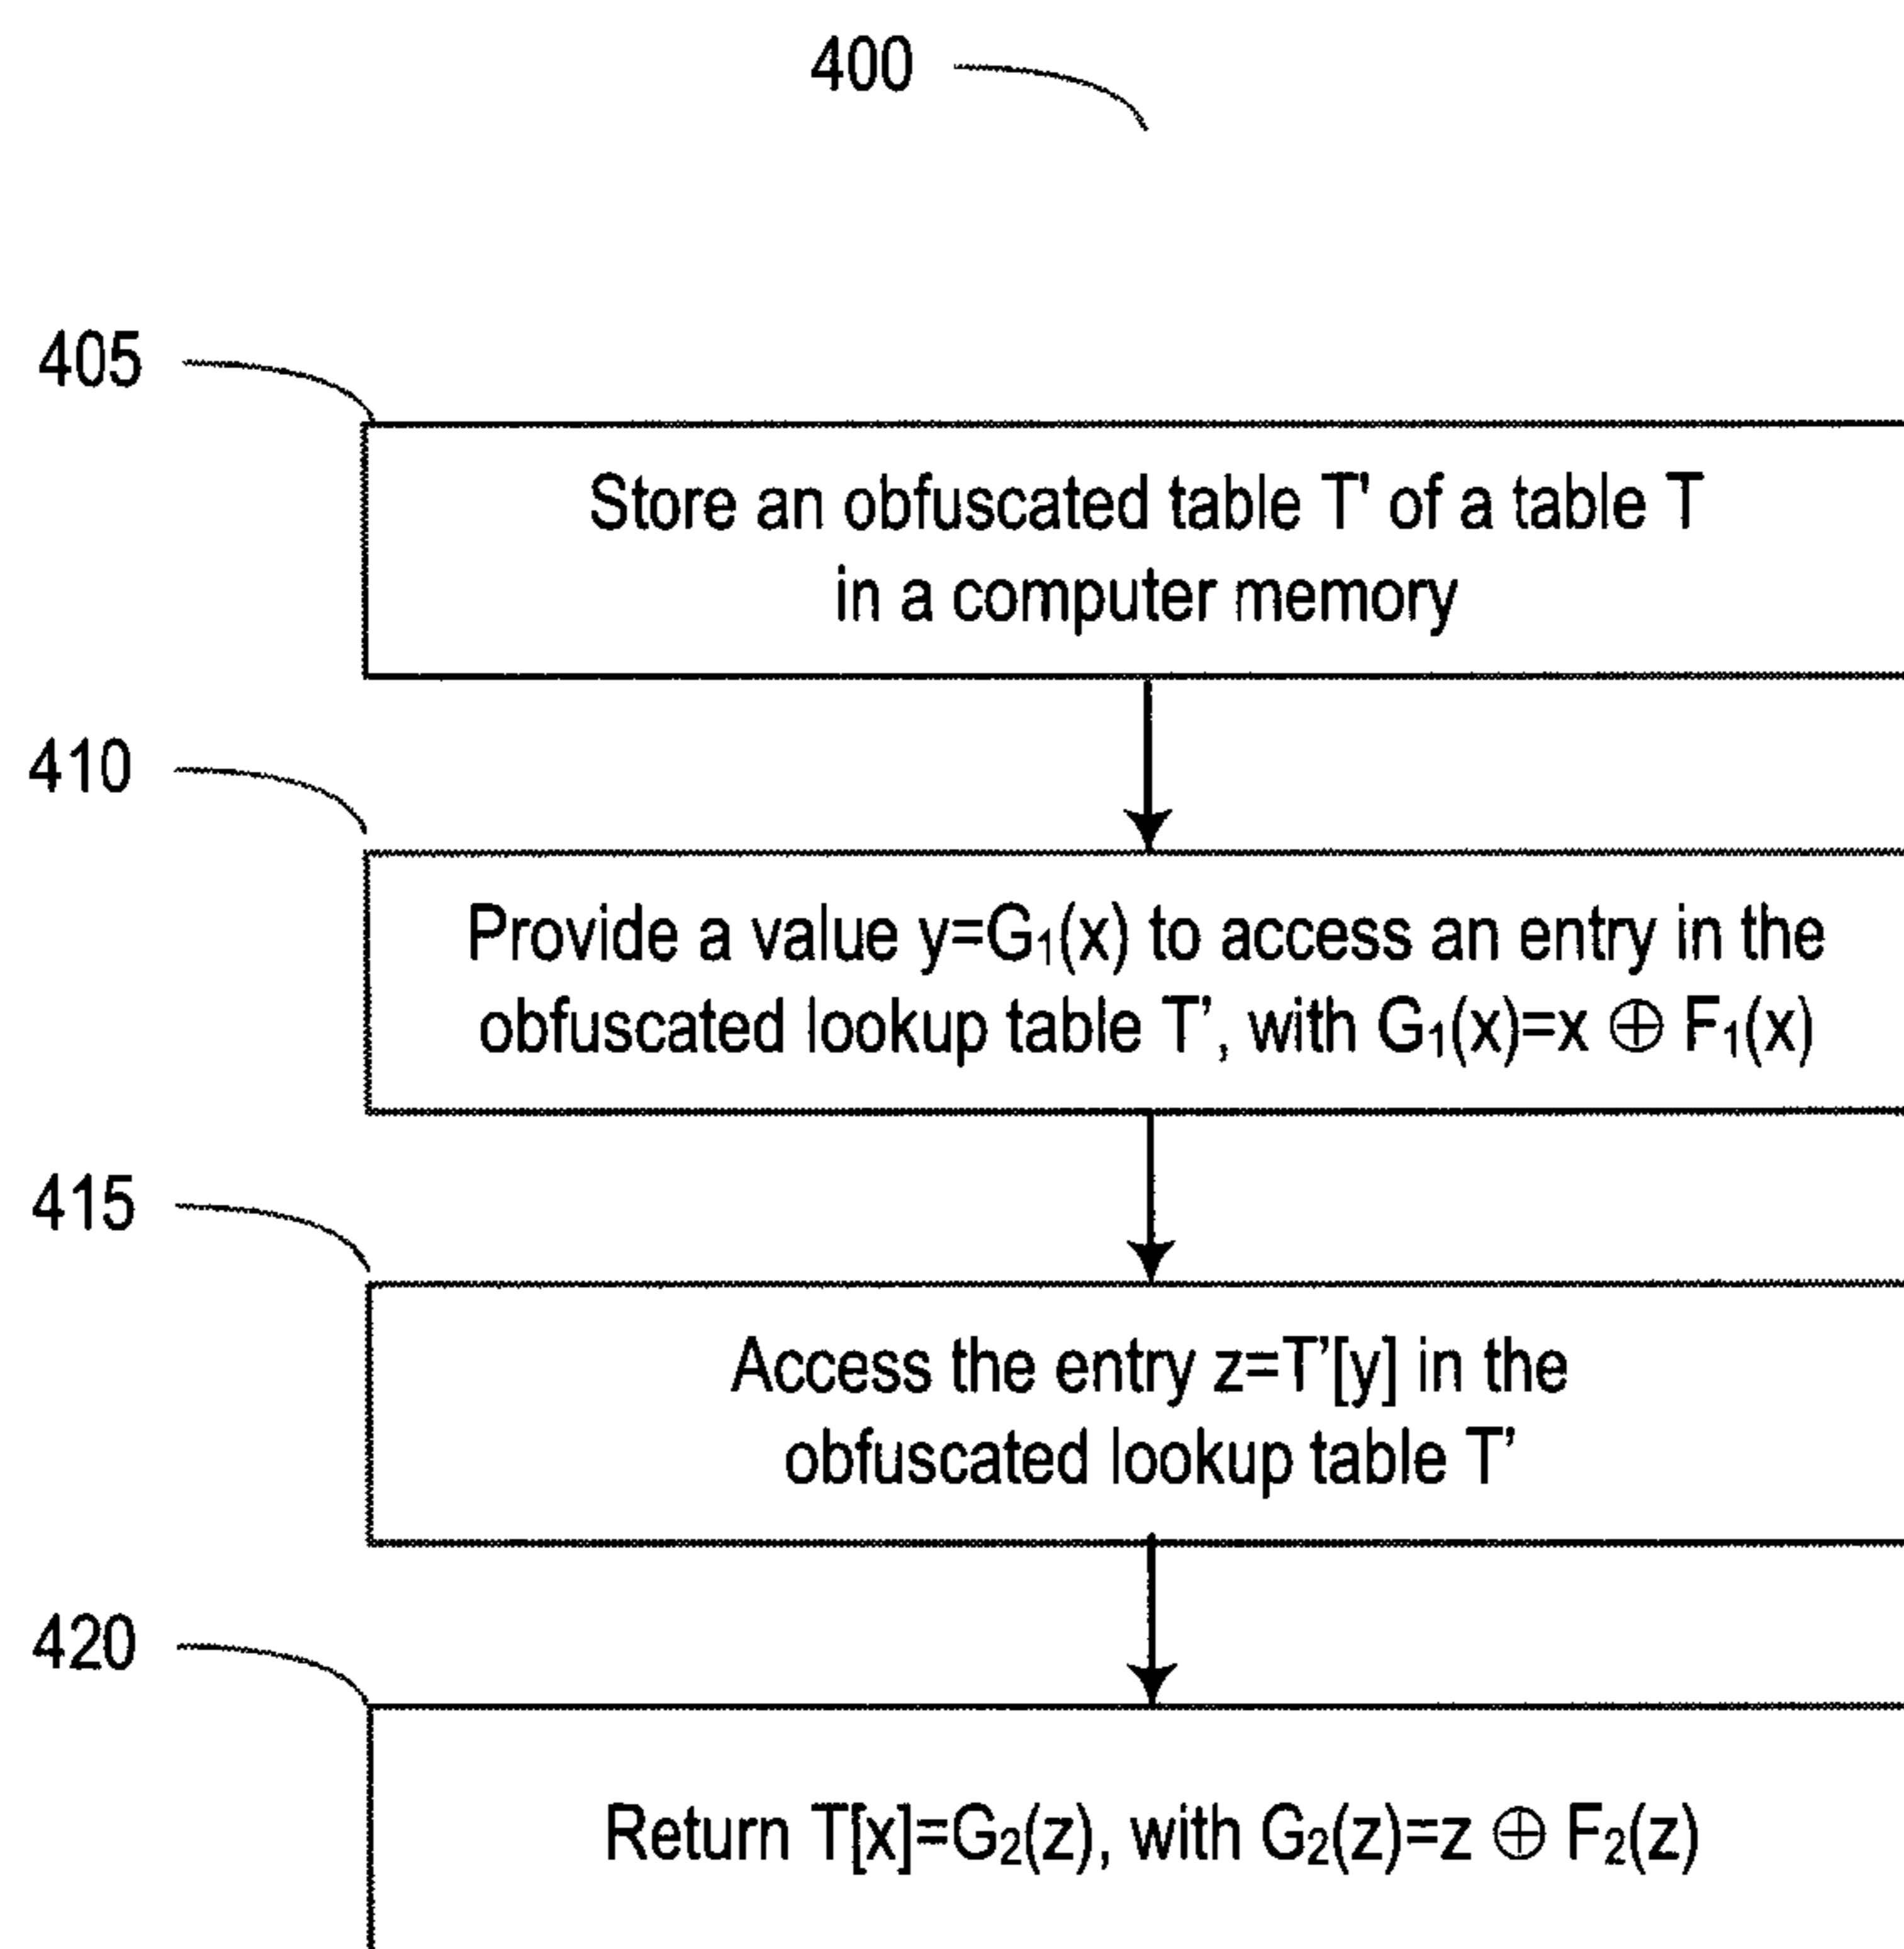 400
405
Store an obfuscated table T' of a table T
in a computer memory
410
Provide a value y=G₁(x) to access an entry in the
obfuscated lookup table T’, with G₁(x)=x ⊕ F₁(x)
415
Access the entry z=T’[y] in the
obfuscated lookup table T’
420
Return T[x]=G₂(z), with G₂(z)=z ⊕ F₂(z)